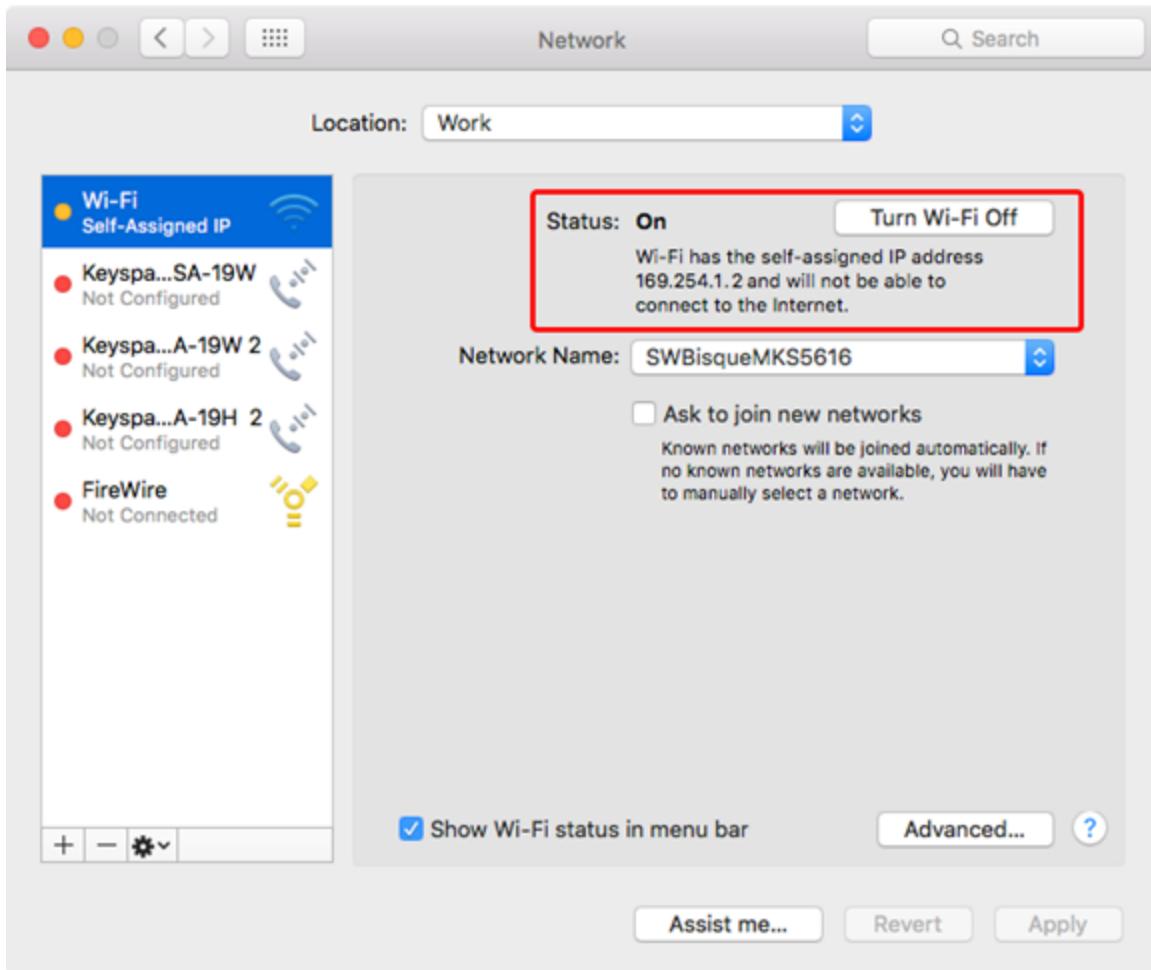 Network
Search
Location: Work
Wi-Fi
Self-Assigned IP
Keyspa...SA-19W
Not Configured
Keyspa...A-19W 2
Not Configured
Keyspa...A-19H 2
Not Configured
FireWire
Not Connected
Status: On
Turn Wi-Fi Off
Wi-Fi has the self-assigned IP address
169.254.1.2 and will not be able to
connect to the Internet.
Network Name: SWBisqueMKS5616
Ask to join new networks
Known networks will be joined automatically. If
no known networks are available, you will have
to manually select a network.
Show Wi-Fi status in menu bar
Advanced...
?
Assist me...
Revert
Apply